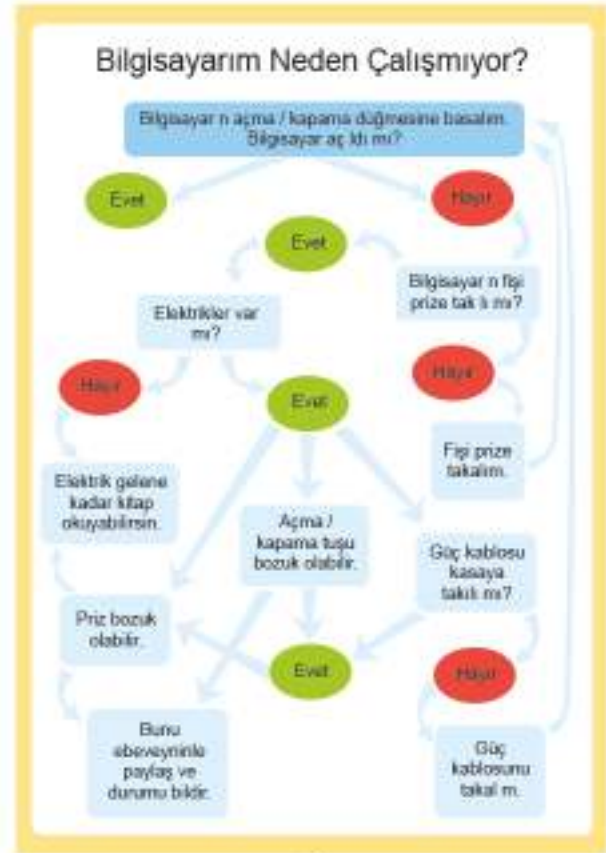 Bilgisayarım Neden Çalışmıyor?
Bilgisayar n açma / kapama düğmesine basalım.
Bilgisayar aç ldı mı?
Evet
Hayır
Evet
Bilgisayar n fişi
prize tak lı mı?
Elektrikler var
mı?
Hayır
Hayır
Evet
Fişi prize
takalım.
Elektrik gelene
kadar kitap
okuyabilirsin.
Açma /
kapama tuşu
bozuk olabilir.
Güç kablosu
kasaya
takılı mı?
Priz bozuk
olabilir.
Evet
Hayır
Bunu
ebeveyninle
paylaş ve
durumu bildir.
Güç
kablosunu
takal m.